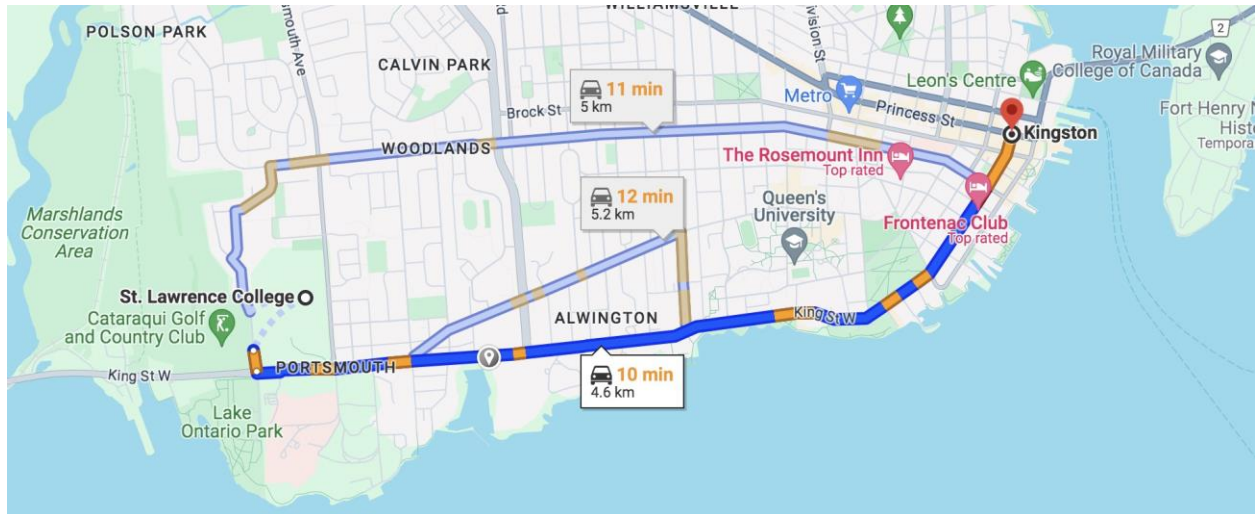 WILLIAMSVILLE
2
POLSON PARK
CALVIN PARK
Royal Military
College of Canada
Leon's Centre
11 min
5 km
Metro
Princess St
Brock St
Fort Henry N
Histo
Tempora
Kingston
WOODLANDS
The Rosemount Inn
Top rated
12 min
5.2 km
Queen's
University
Frontenac Club
Top rated
Marshlands
Conservation
Area
St. Lawrence College
Cataraqui Golf
and Country Club
ALWINGTON
King St W
PORTSMOUTH
King St W
10 min
4.6 km
Lake
Ontario Park